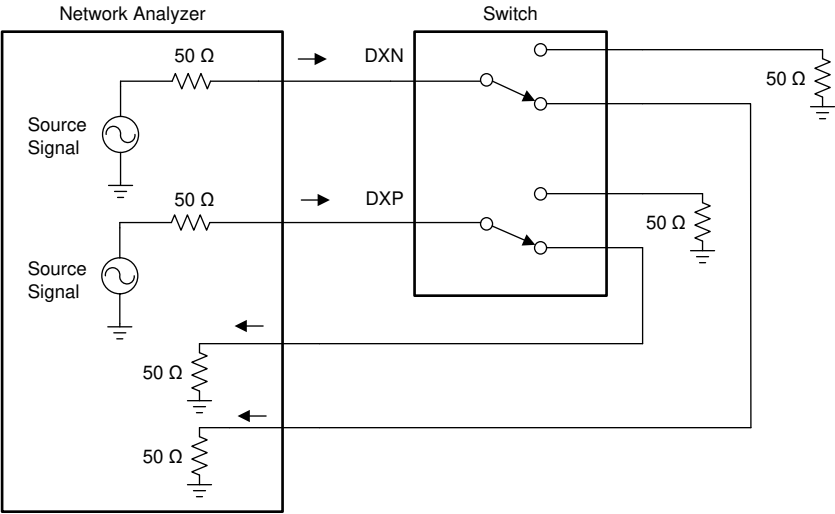 Network Analyzer
Switch
50 Ω
DXN
50 Ω
Source
Signal
50 Ω
DXP
50 Ω
Source
Signal
50 Ω
50 Ω